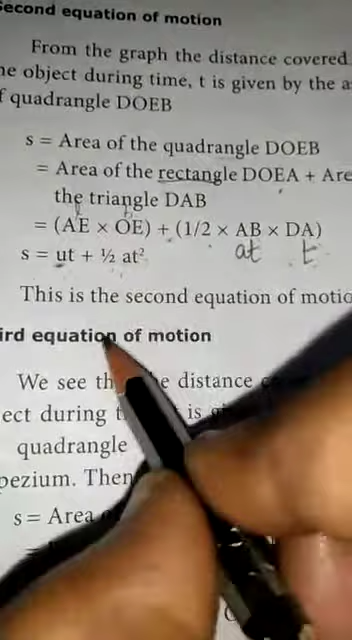 Second equation of motion
From the graph the distance covered
he object during time, t is given by the a
f quadrangle DOEB
s = Area of the quadrangle DOEB
= Area of the rectangle DOEA + Are
the triangle DAB
= (AE × OE) + (1/2 × AB × DA)
at t
s = ut + ½ at²
This is the second equation of motio
ird equation of motion
We see th e distance
ect during t is
quadrangle
pezium. Then
s = Area